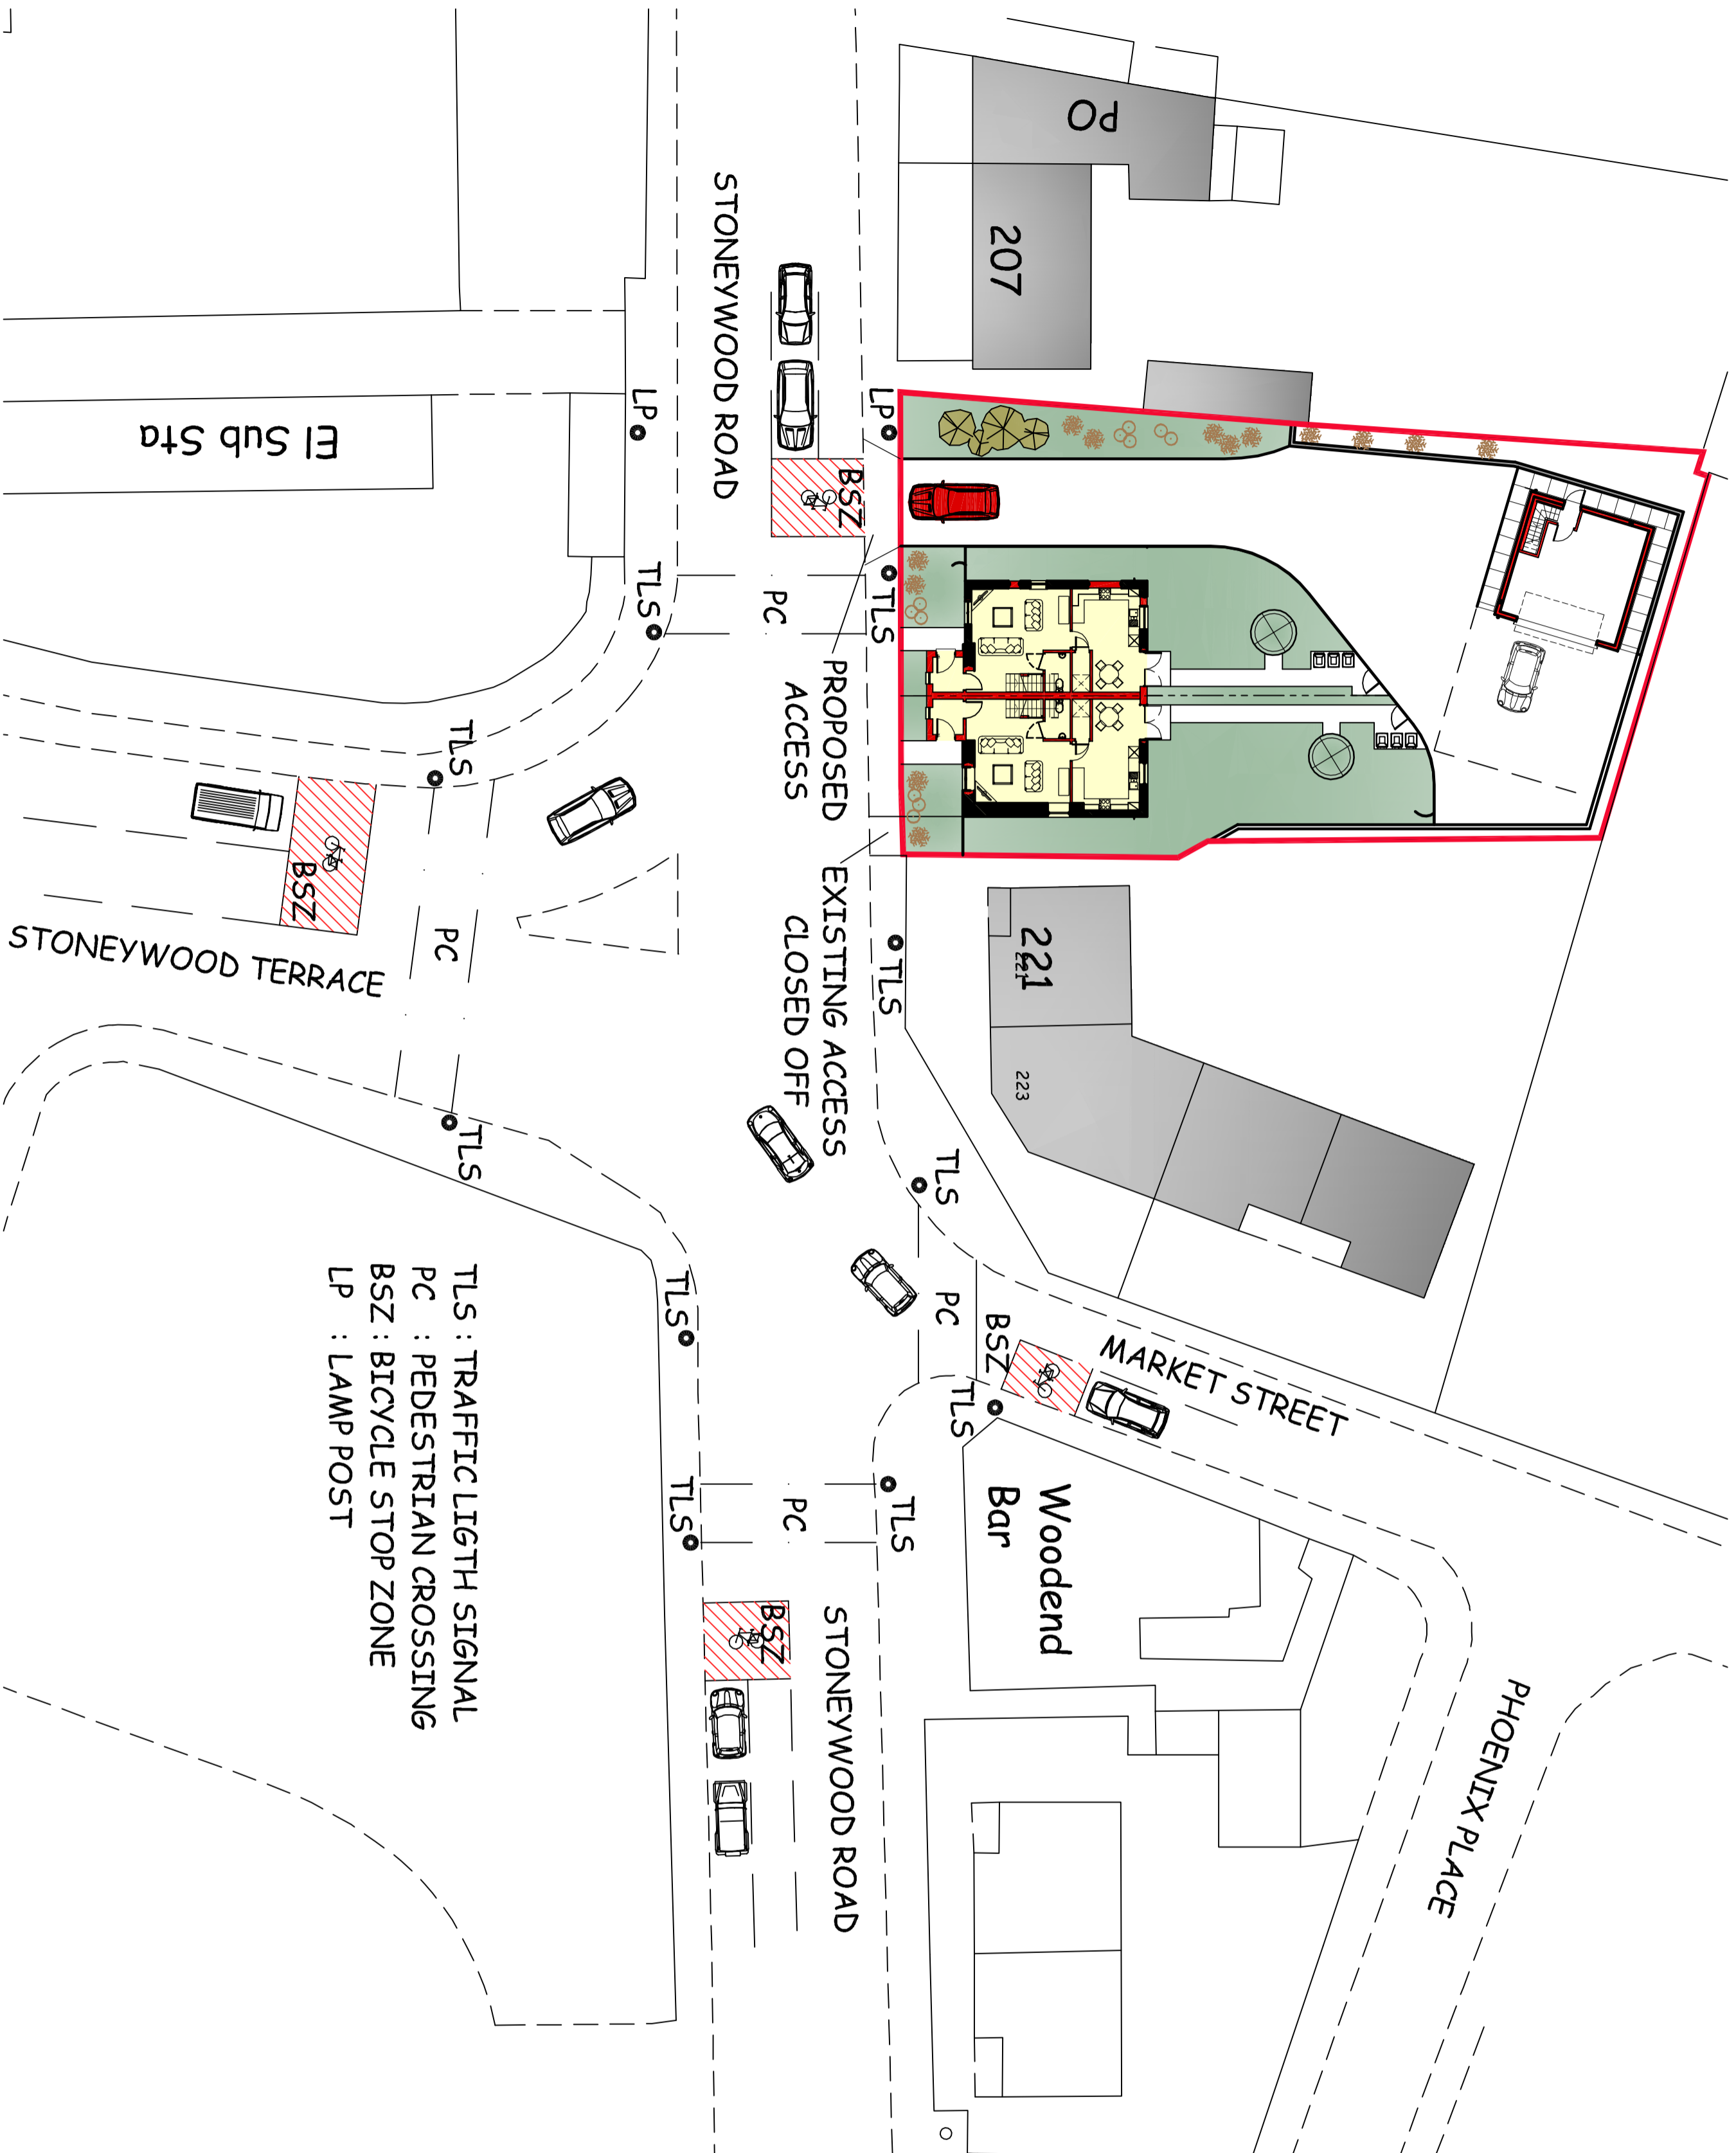 PO
207
STONEYWOOD ROAD
LP
LP
El Sub Sta
BSZ
TLS
TLS
PC
PROPOSED
ACCESS
TLS
BSZ
PC
STONEYWOOD TERRACE
EXISTING ACCESS
CLOSED OFF
TLS
221
221
223
TLS
TLS
TLS
PC
BSZ
MARKET STREET
TLS
TLS
TLS
PC
TLS
Woodend
Bar
BSZ
STONEYWOOD ROAD
PHOENIX PLACE
TLS : TRAFFIC LIGTH SIGNAL
PC : PEDESTRIAN CROSSING
BSZ : BICYCLE STOP ZONE
LP : LAMP POST